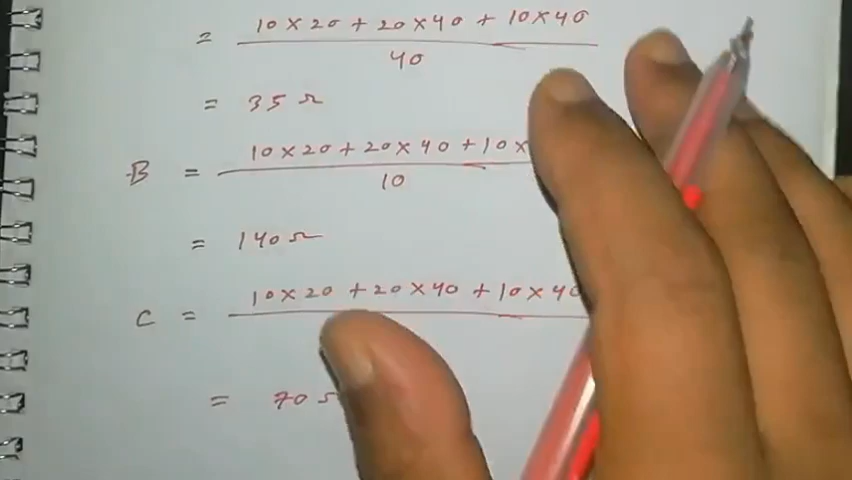 = 10 × 20 + 20 × 40 + 10 × 40
40
= 35 Ω
B = 10 × 20 + 20 × 40 + 10 ×
10
= 140 Ω
C = 10 × 20 + 20 × 40 + 10 × 40
= 70 Ω